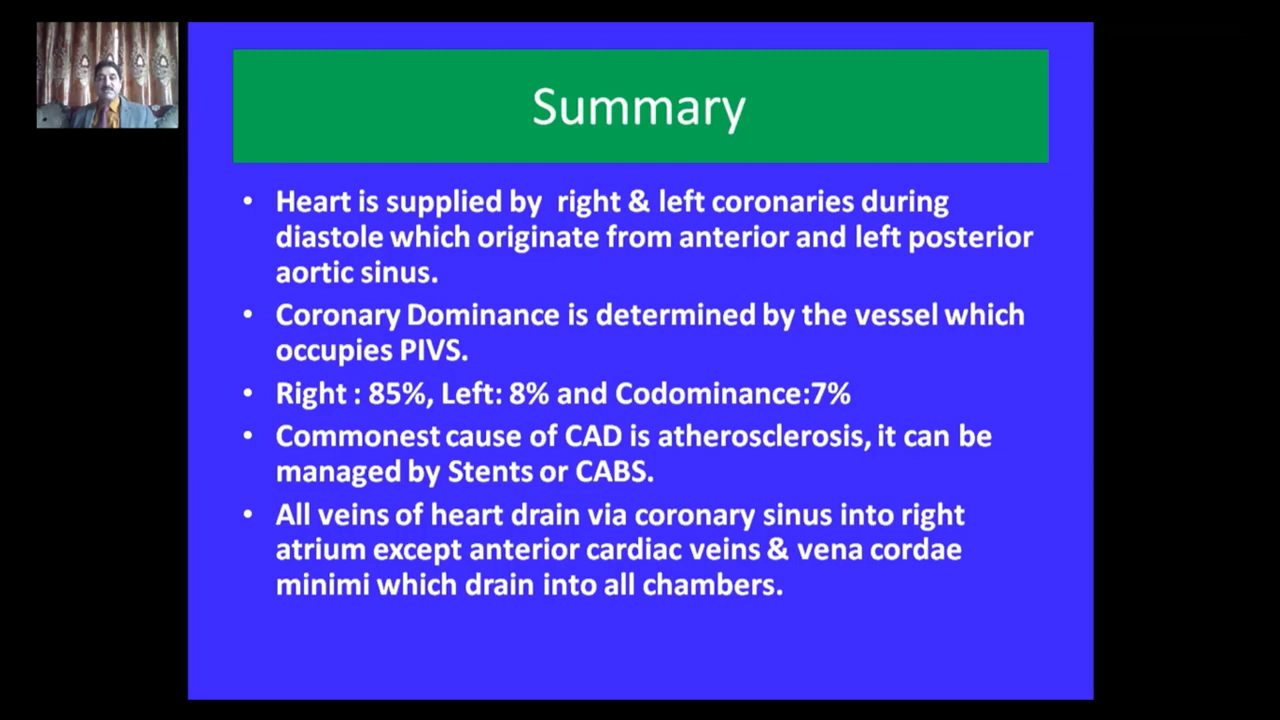 Summary
• Heart is supplied by right & left coronaries during
diastole which originate from anterior and left posterior
aortic sinus.
• Coronary Dominance is determined by the vessel which
occupies PIVS.
• Right : 85%, Left: 8% and Codominance:7%
• Commonest cause of CAD is atherosclerosis, it can be
managed by Stents or CABS.
• All veins of heart drain via coronary sinus into right
atrium except anterior cardiac veins & vena cordae
minimi which drain into all chambers.